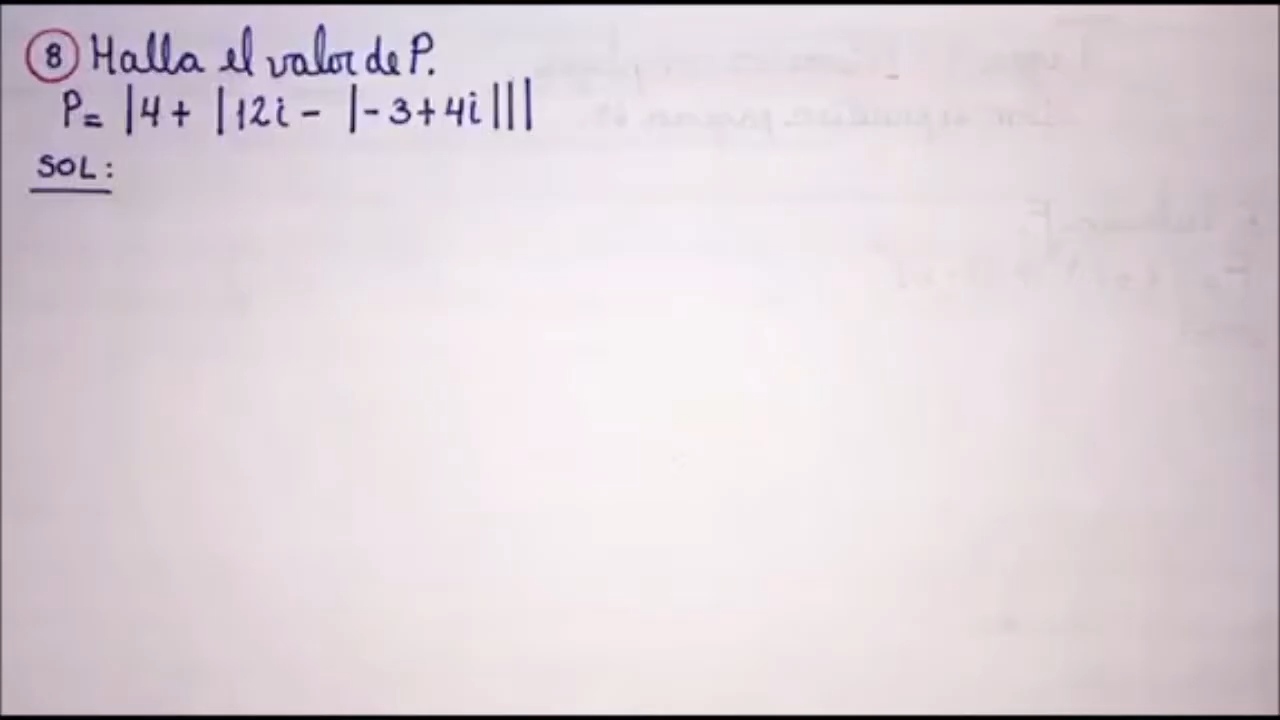 8 Halla el valor de P.
P= |4+ |12i - |-3+4i|||
SOL: